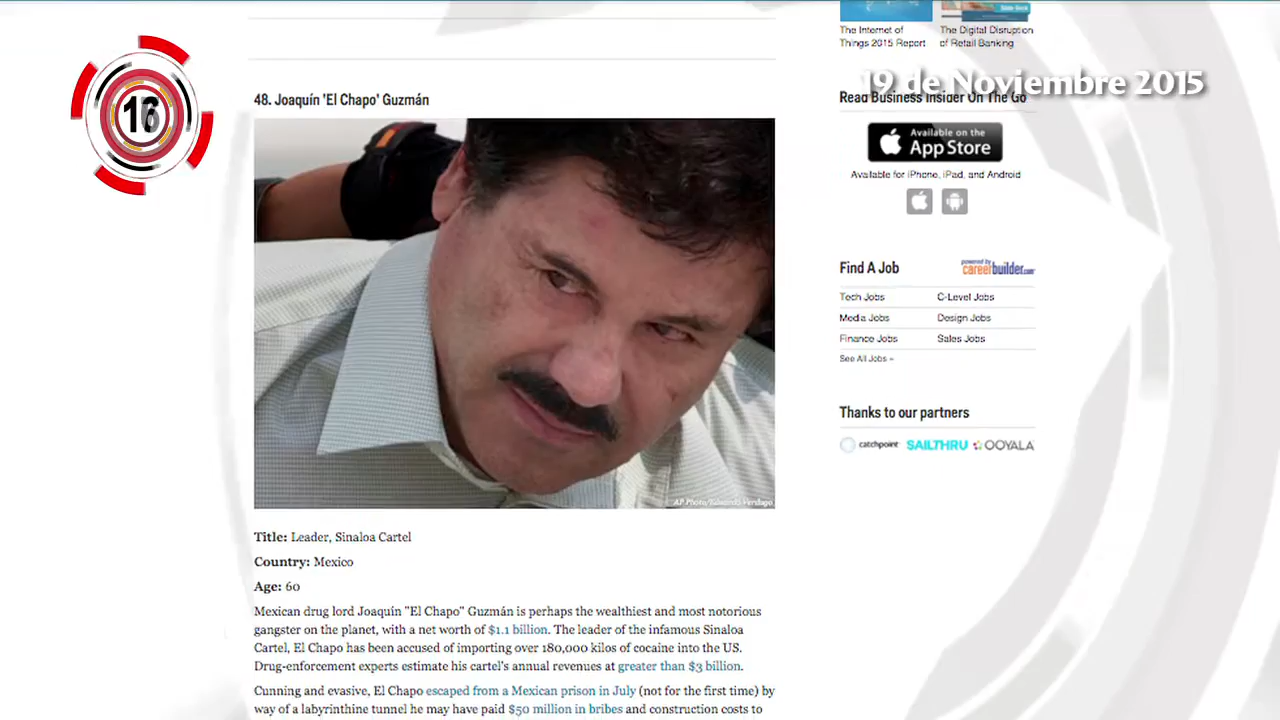 The Internet of
Things 2015 Report
The Digital Disruption
of Retail Banking
19 de Noviembre 2015
48. Joaquín 'El Chapo' Guzmán
Read Business Insider On The Go
Available on the
App Store
Available for iPhone, iPad, and Android
Find A Job
powered by
careerbuilder.com
Tech Jobs
C-Level Jobs
Media Jobs
Design Jobs
Finance Jobs
Sales Jobs
See All Jobs »
Thanks to our partners
catchpoint
SAILTHRU
OOYALA
AP Photo/Eduardo Verdugo
Title: Leader, Sinaloa Cartel
Country: Mexico
Age: 60
Mexican drug lord Joaquín "El Chapo" Guzmán is perhaps the wealthiest and most notorious
gangster on the planet, with a net worth of $1.1 billion. The leader of the infamous Sinaloa
Cartel, El Chapo has been accused of importing over 180,000 kilos of cocaine into the US.
Drug-enforcement experts estimate his cartel's annual revenues at greater than $3 billion.
Cunning and evasive, El Chapo escaped from a Mexican prison in July (not for the first time) by
way of a labyrinthine tunnel he may have paid $50 million in bribes and construction costs to